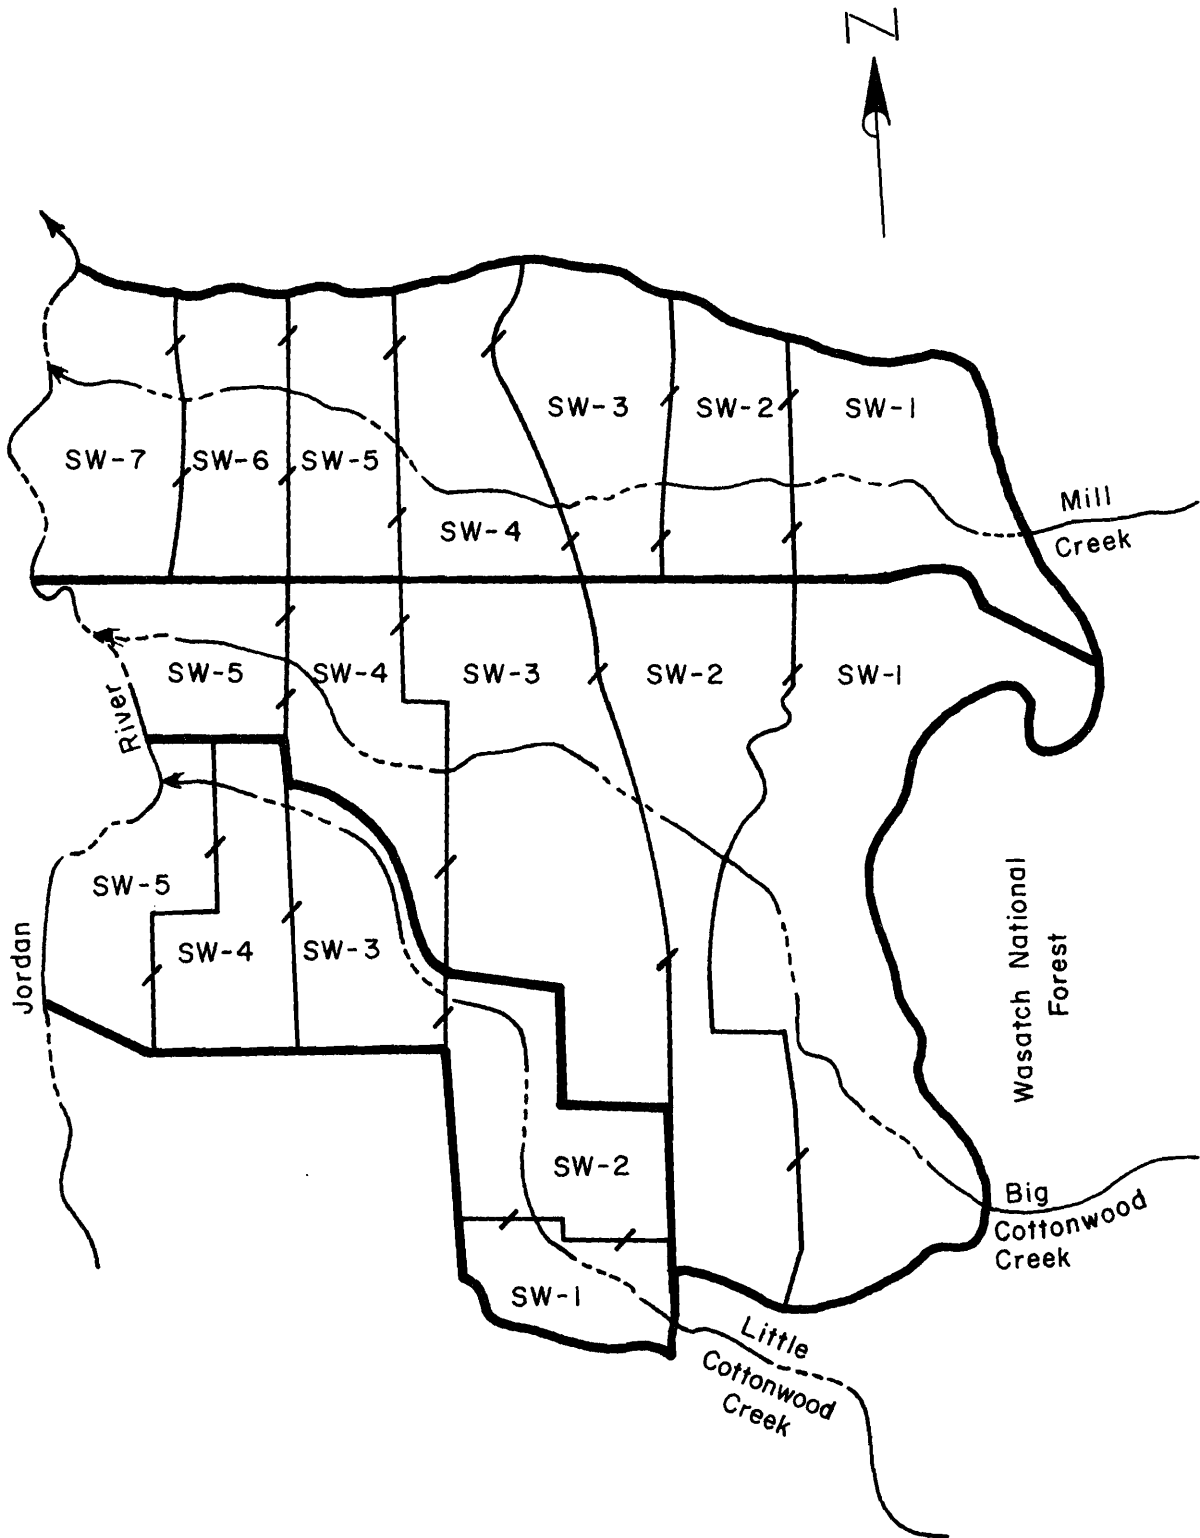 N
SW-3
SW-2
SW-1
SW-7
SW-6
SW-5
SW-4
Mill
Creek
SW-5
SW-4
SW-3
SW-2
SW-1
River
SW-5
SW-4
SW-3
Jordan
Wasatch National
Forest
SW-2
SW-1
Big
Cottonwood
Creek
Little
Cottonwood
Creek